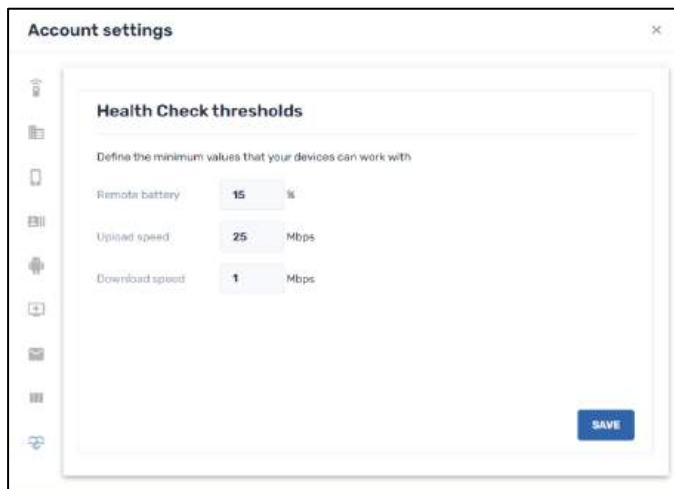 Account settings ×
Health Check thresholds
Define the minimum values that your devices can work with
Remote battery 15 %
Upload speed 25 Mbps
Download speed 1 Mbps
SAVE